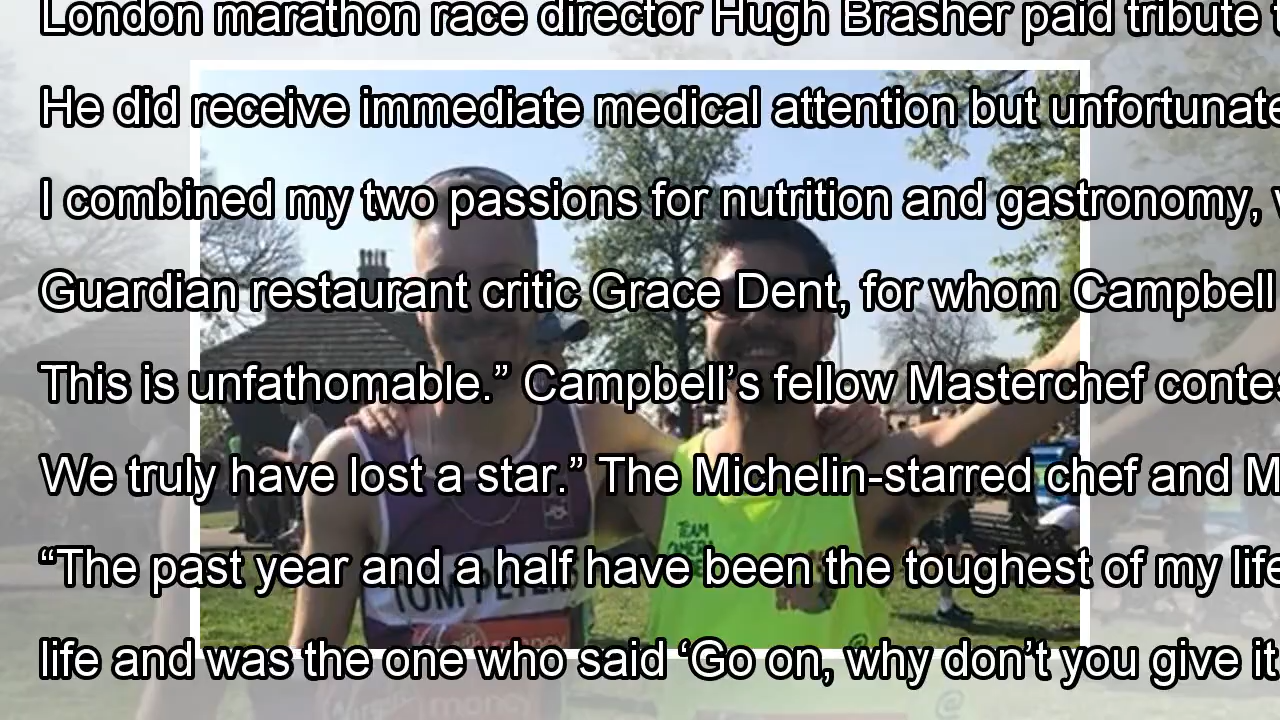 London marathon race director Hugh Brasher paid tribute
He did receive immediate medical attention but
I combined my two passions for nutrition and gastronomy,
Guardian restaurant critic Grace Dent, for whom Campbell
This is unfathomable.” Campbell’s fellow Masterchef
We truly have lost a star.” The Michelin-starred chef and
“The past year and a half have been the toughest of my life
TEAM
TOM
life and was the one who said ‘Go on, why don’t you give it
money